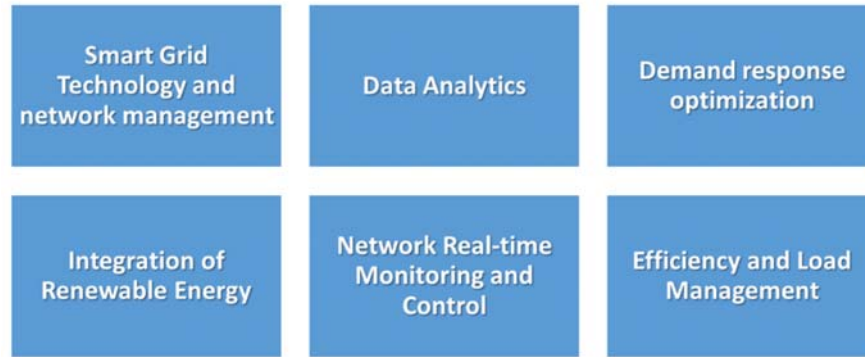 Smart Grid
Technology and
network management
Data Analytics
Demand response
optimization
Integration of
Renewable Energy
Network Real-time
Monitoring and
Control
Efficiency and Load
Management